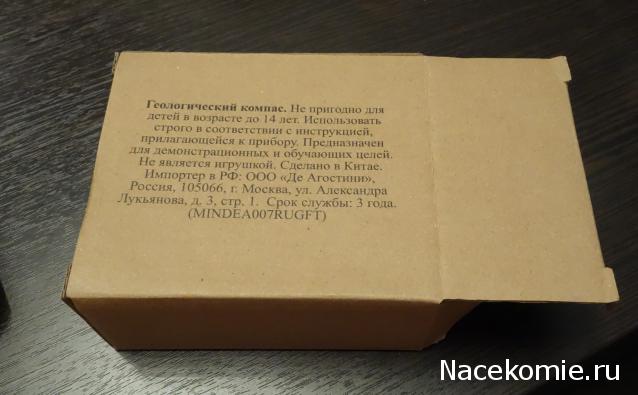 Геологический компас. Не пригодно для
детей в возрасте до 14 лет. Использовать
строго в соответствии с инструкцией,
прилагающейся к прибору. Предназначен
для демонстрационных и обучающих целей.
Не является игрушкой. Сделано в Китае.
Импортер в РФ: ООО «Де Агостини»,
Россия, 105066, г. Москва, ул. Александра
Лукьянова, д. 3, стр. 1. Срок службы: 3 года.
(MINDEA007RUGFT)
Nacekomie.ru